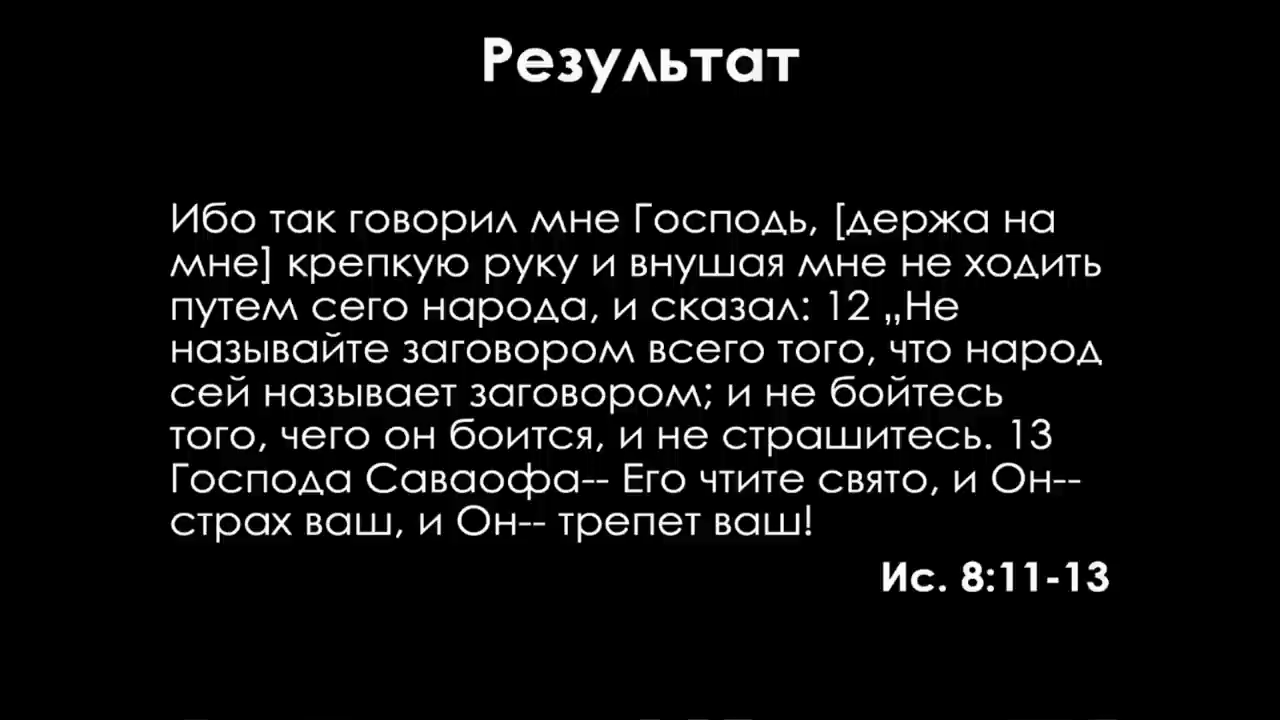 Результат
Ибо так говорил мне Господь, [держа на
мне] крепкую руку и внушая мне не ходить
путем сего народа, и сказал: 12 „Не
называйте заговором всего того, что народ
сей называет заговором; и не бойтесь
того, чего он боится, и не страшитесь. 13
Господа Саваофа-- Его чтите свято, и Он--
страх ваш, и Он-- трепет ваш!
Ис. 8:11-13